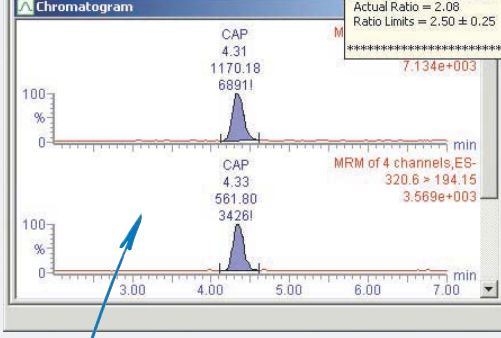 Chromatogram
Actual Ratio = 2.08
Ratio Limits = 2.50 ± 0.25
CAP
4.31
1170.18
6891!
7.134e+003
100
%
0
min
CAP
4.33
561.80
3426!
MRM of 4 channels,ES-
320.6 > 194.15
3.569e+003
100
%
0
min
3.00 4.00 5.00 6.00 7.00